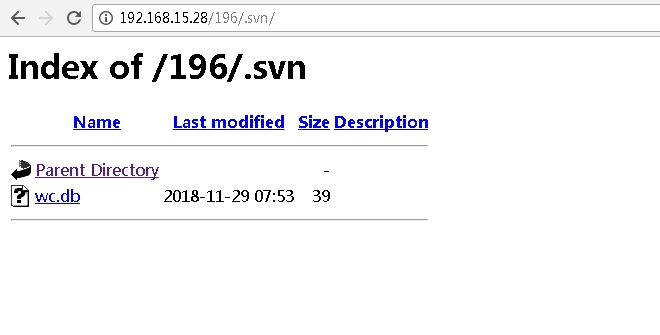 192.168.15.28/196/.svn/
Index of /196/.svn
Name Last modified Size Description
Parent Directory -
wc.db 2018-11-29 07:53 39